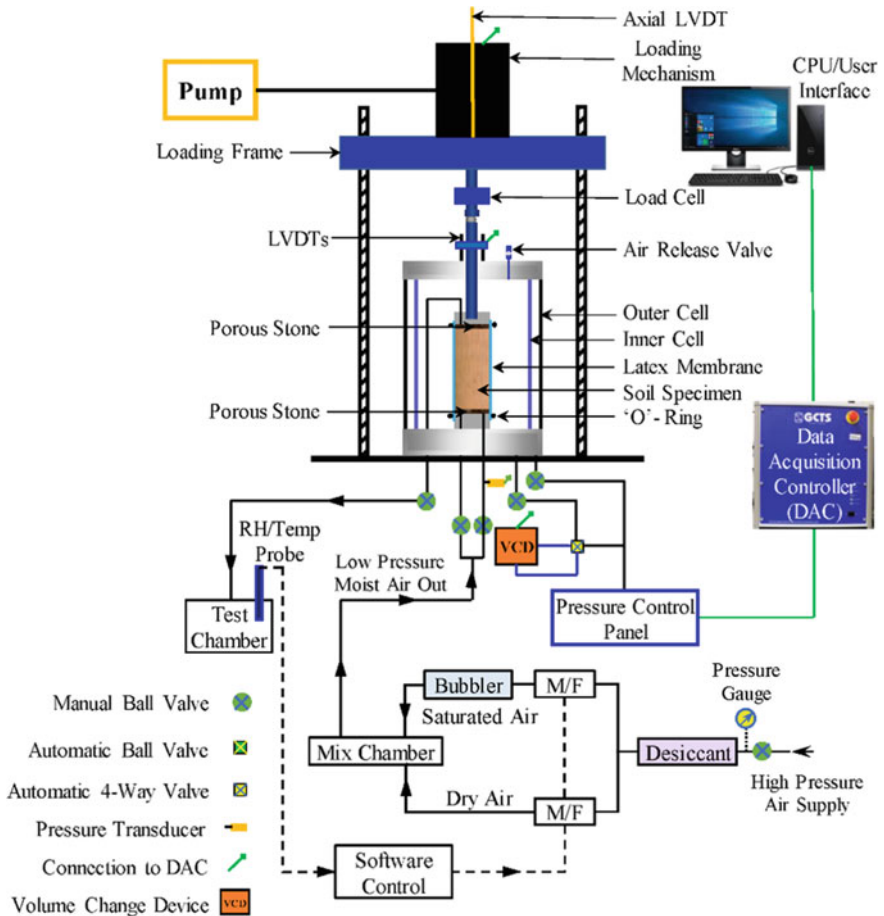 Axial LVDT
Loading
Mechanism
CPU/User
Interface
Pump
Loading Frame
Load Cell
LVDTs
Air Release Valve
Outer Cell
Porous Stone
Inner Cell
Latex Membrane
Soil Specimen
Porous Stone
‘O’- Ring
GCTS
Data
Acquisition
Controller
(DAC)
RH/Temp
Probe
VCD
Low Pressure
Moist Air Out
Test
Chamber
Pressure Control
Panel
Pressure
Gauge
Manual Ball Valve
Bubbler
M/F
Saturated Air
Automatic Ball Valve
Mix Chamber
Desiccant
Automatic 4-Way Valve
Dry Air
M/F
High Pressure
Air Supply
Pressure Transducer
Connection to DAC
Software
Control
Volume Change Device
VCD